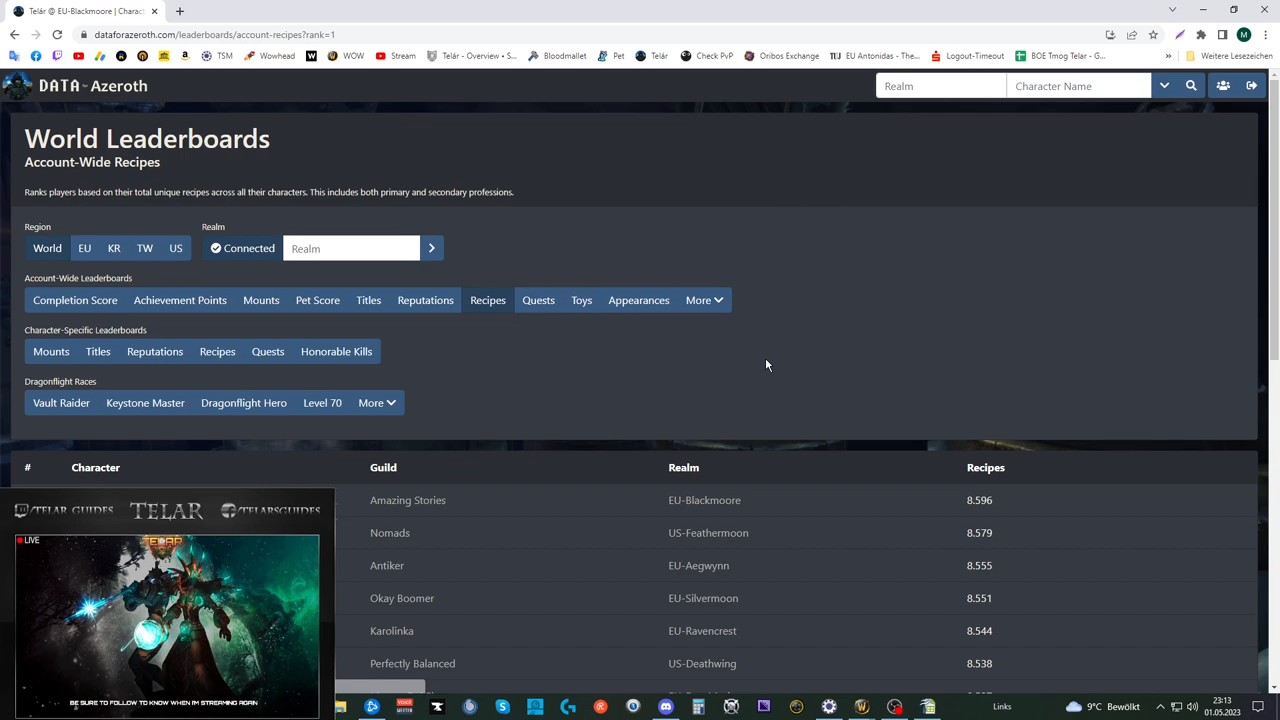 Telár @ EU-Blackmoore | Charac
dataforazeroth.com/leaderboards/account-recipes?rank=1
M
TSM
Wowhead
WOW
Stream
Telár - Overview • S...
Bloodmallet
Pet
Telár
Check PvP
Oribos Exchange
EU Antonidas - The...
Logout-Timeout
BOE Tmog Telar - G...
Weitere Lesezeichen
DATA for Azeroth
Realm
Character Name
World Leaderboards
Account-Wide Recipes
Ranks players based on their total unique recipes across all their characters. This includes both primary and secondary professions.
Region
Realm
World EU KR TW US
Connected
Realm
Account-Wide Leaderboards
Completion Score Achievement Points Mounts Pet Score Titles Reputations Recipes Quests Toys Appearances More
Character-Specific Leaderboards
Mounts Titles Reputations Recipes Quests Honorable Kills
Dragonflight Races
Vault Raider Keystone Master Dragonflight Hero Level 70 More
# Character Guild Realm Recipes
Amazing Stories EU-Blackmoore 8.596
Nomads US-Feathermoon 8.579
Antiker EU-Aegwynn 8.555
Okay Boomer EU-Silvermoon 8.551
Karolinka EU-Ravencrest 8.544
Perfectly Balanced US-Deathwing 8.538
/TELAR GUIDES
TELAR
/TELARSGUIDES
LIVE
TELAR
BE SURE TO FOLLOW TO KNOW WHEN I'M STREAMING AGAIN
Links
9°C Bewölkt
23:13
01.05.2023